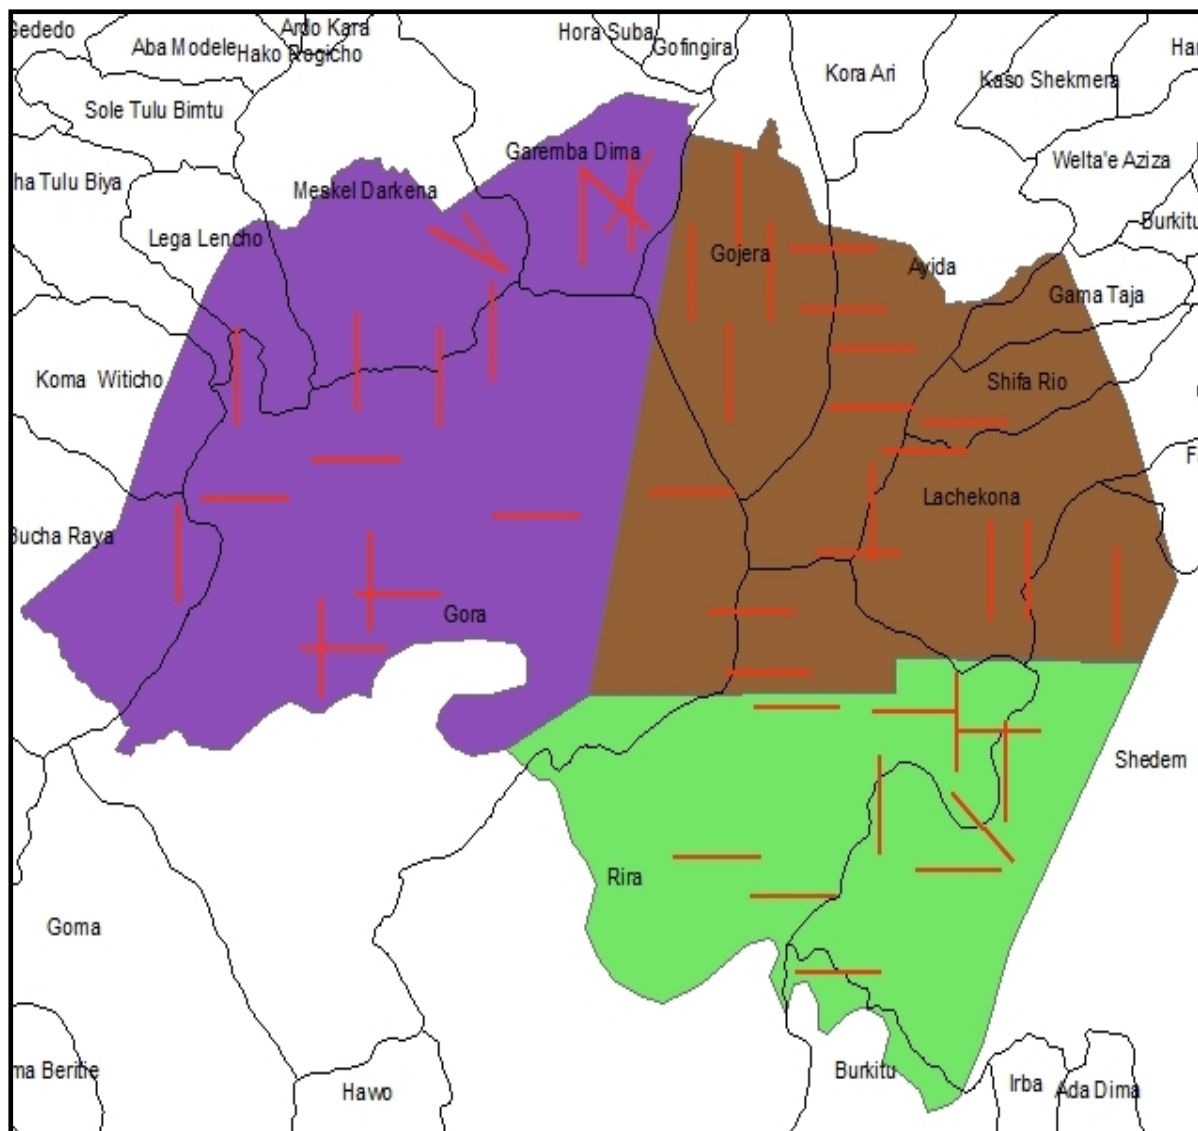 Ardo Kara
Hora Suba
Aba Modele
Hako Rogicho
Gofingira
Kora Ari
Kaso Shekmera
Sole Tulu Bimtu
Garemba Dima
Welta'e Aziza
ha Tulu Biya
Meskel Darkena
Burkitu
Lega Lencho
Gojera
Ayida
Gama Taja
Koma Witicho
Shifa Rio
Lachekona
Bucha Raya
Gora
Shedem
Rira
Goma
ma Beritie
Hawo
Burkitu
Irba
Ada Dima